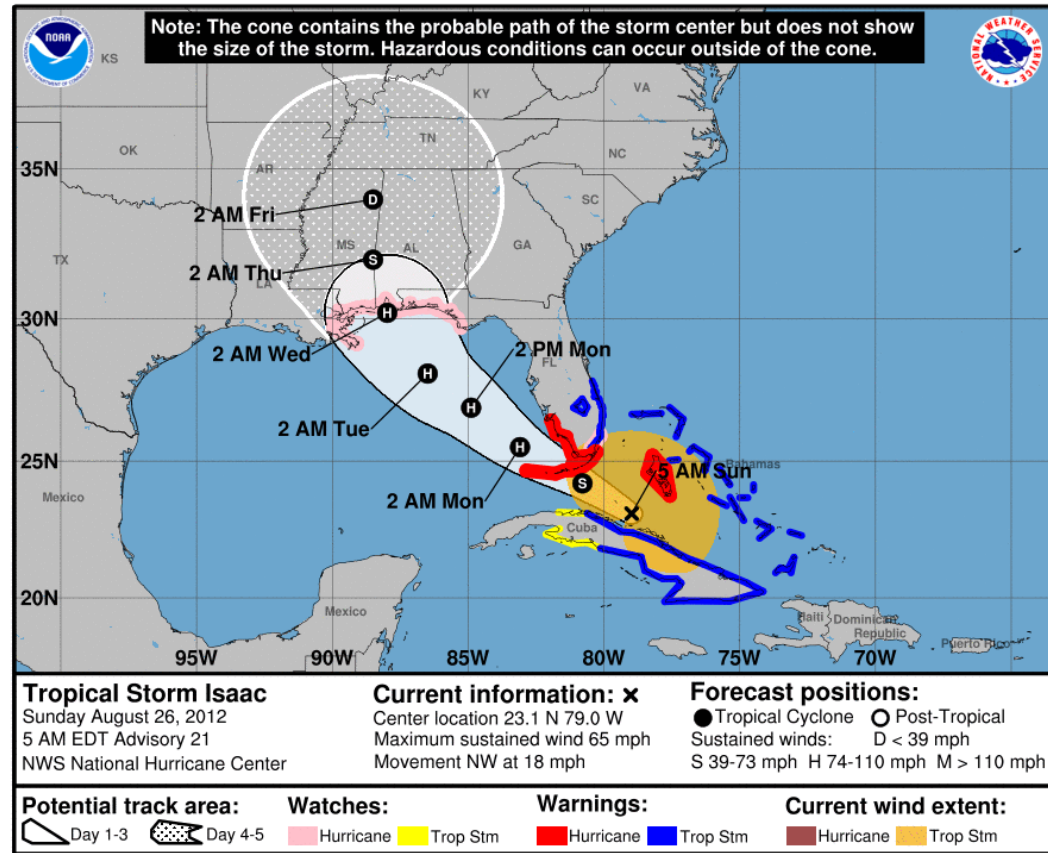 Note: The cone contains the probable path of the storm center but does not show
the size of the storm. Hazardous conditions can occur outside of the cone.
NOAA
NATIONAL WEATHER SERVICE
KS
KY
VA
OK
TN
NC
35N
AR
2 AM Fri
D
SC
MS
AL
GA
TX
2 AM Thu
S
LA
30N
H
2 AM Wed
2 PM Mon
FL
H
2 AM Tue
H
25N
H
5 AM Sun
Bahamas
S
2 AM Mon
Mexico
Cuba
20N
Mexico
Haiti
Dominican
Republic
Puerto Rico
95W
90W
85W
80W
75W
70W
Tropical Storm Isaac
Sunday August 26, 2012
5 AM EDT Advisory 21
NWS National Hurricane Center
Current information: ×
Center location 23.1 N 79.0 W
Maximum sustained wind 65 mph
Movement NW at 18 mph
Forecast positions:
Tropical Cyclone Post-Tropical
Sustained winds: D < 39 mph
S 39-73 mph H 74-110 mph M > 110 mph
Potential track area:
Day 1-3 Day 4-5
Watches:
Hurricane Trop Stm
Warnings:
Hurricane Trop Stm
Current wind extent:
Hurricane Trop Stm